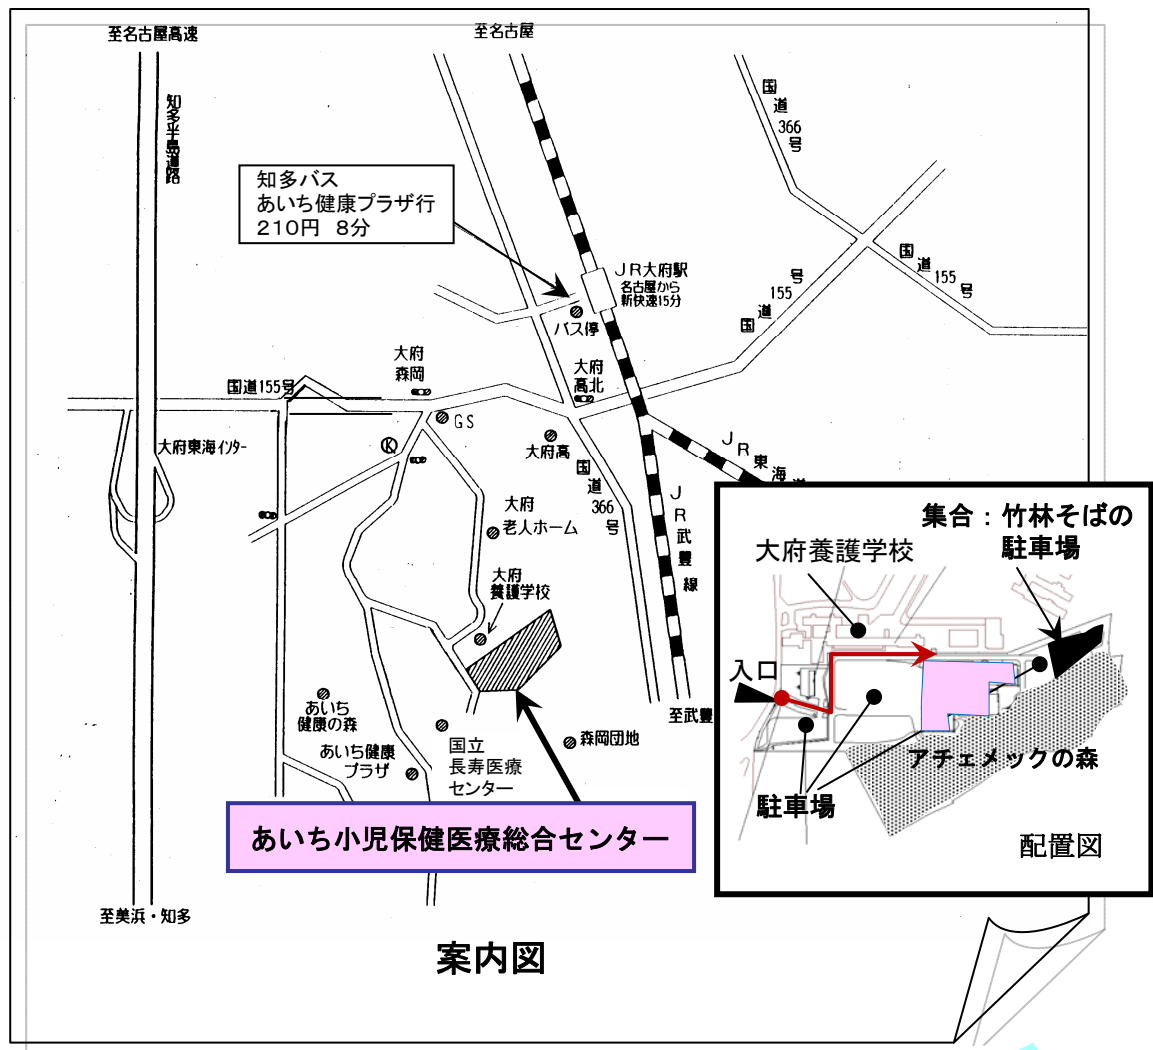 至名古屋高速
至名古屋
知多半島道路
国道366号
知多バス
あいち健康プラザ行
210円 8分
JR大府駅
名古屋から
新快速15分
バス停
国道155号
国道155号
大府
森岡
大府
高北
国道155号
GS
大府高
K
大府東海インター
国道366号
JR東海道
JR武豊線
大府
老人ホーム
大府
養護学校
あいち
健康の森
あいち健康
プラザ
国立
長寿医療
センター
森岡団地
至武豊
あいち小児保健医療総合センター
至美浜・知多
案内図
集合：竹林そばの
駐車場
大府養護学校
入口
アチェメックの森
駐車場
配置図